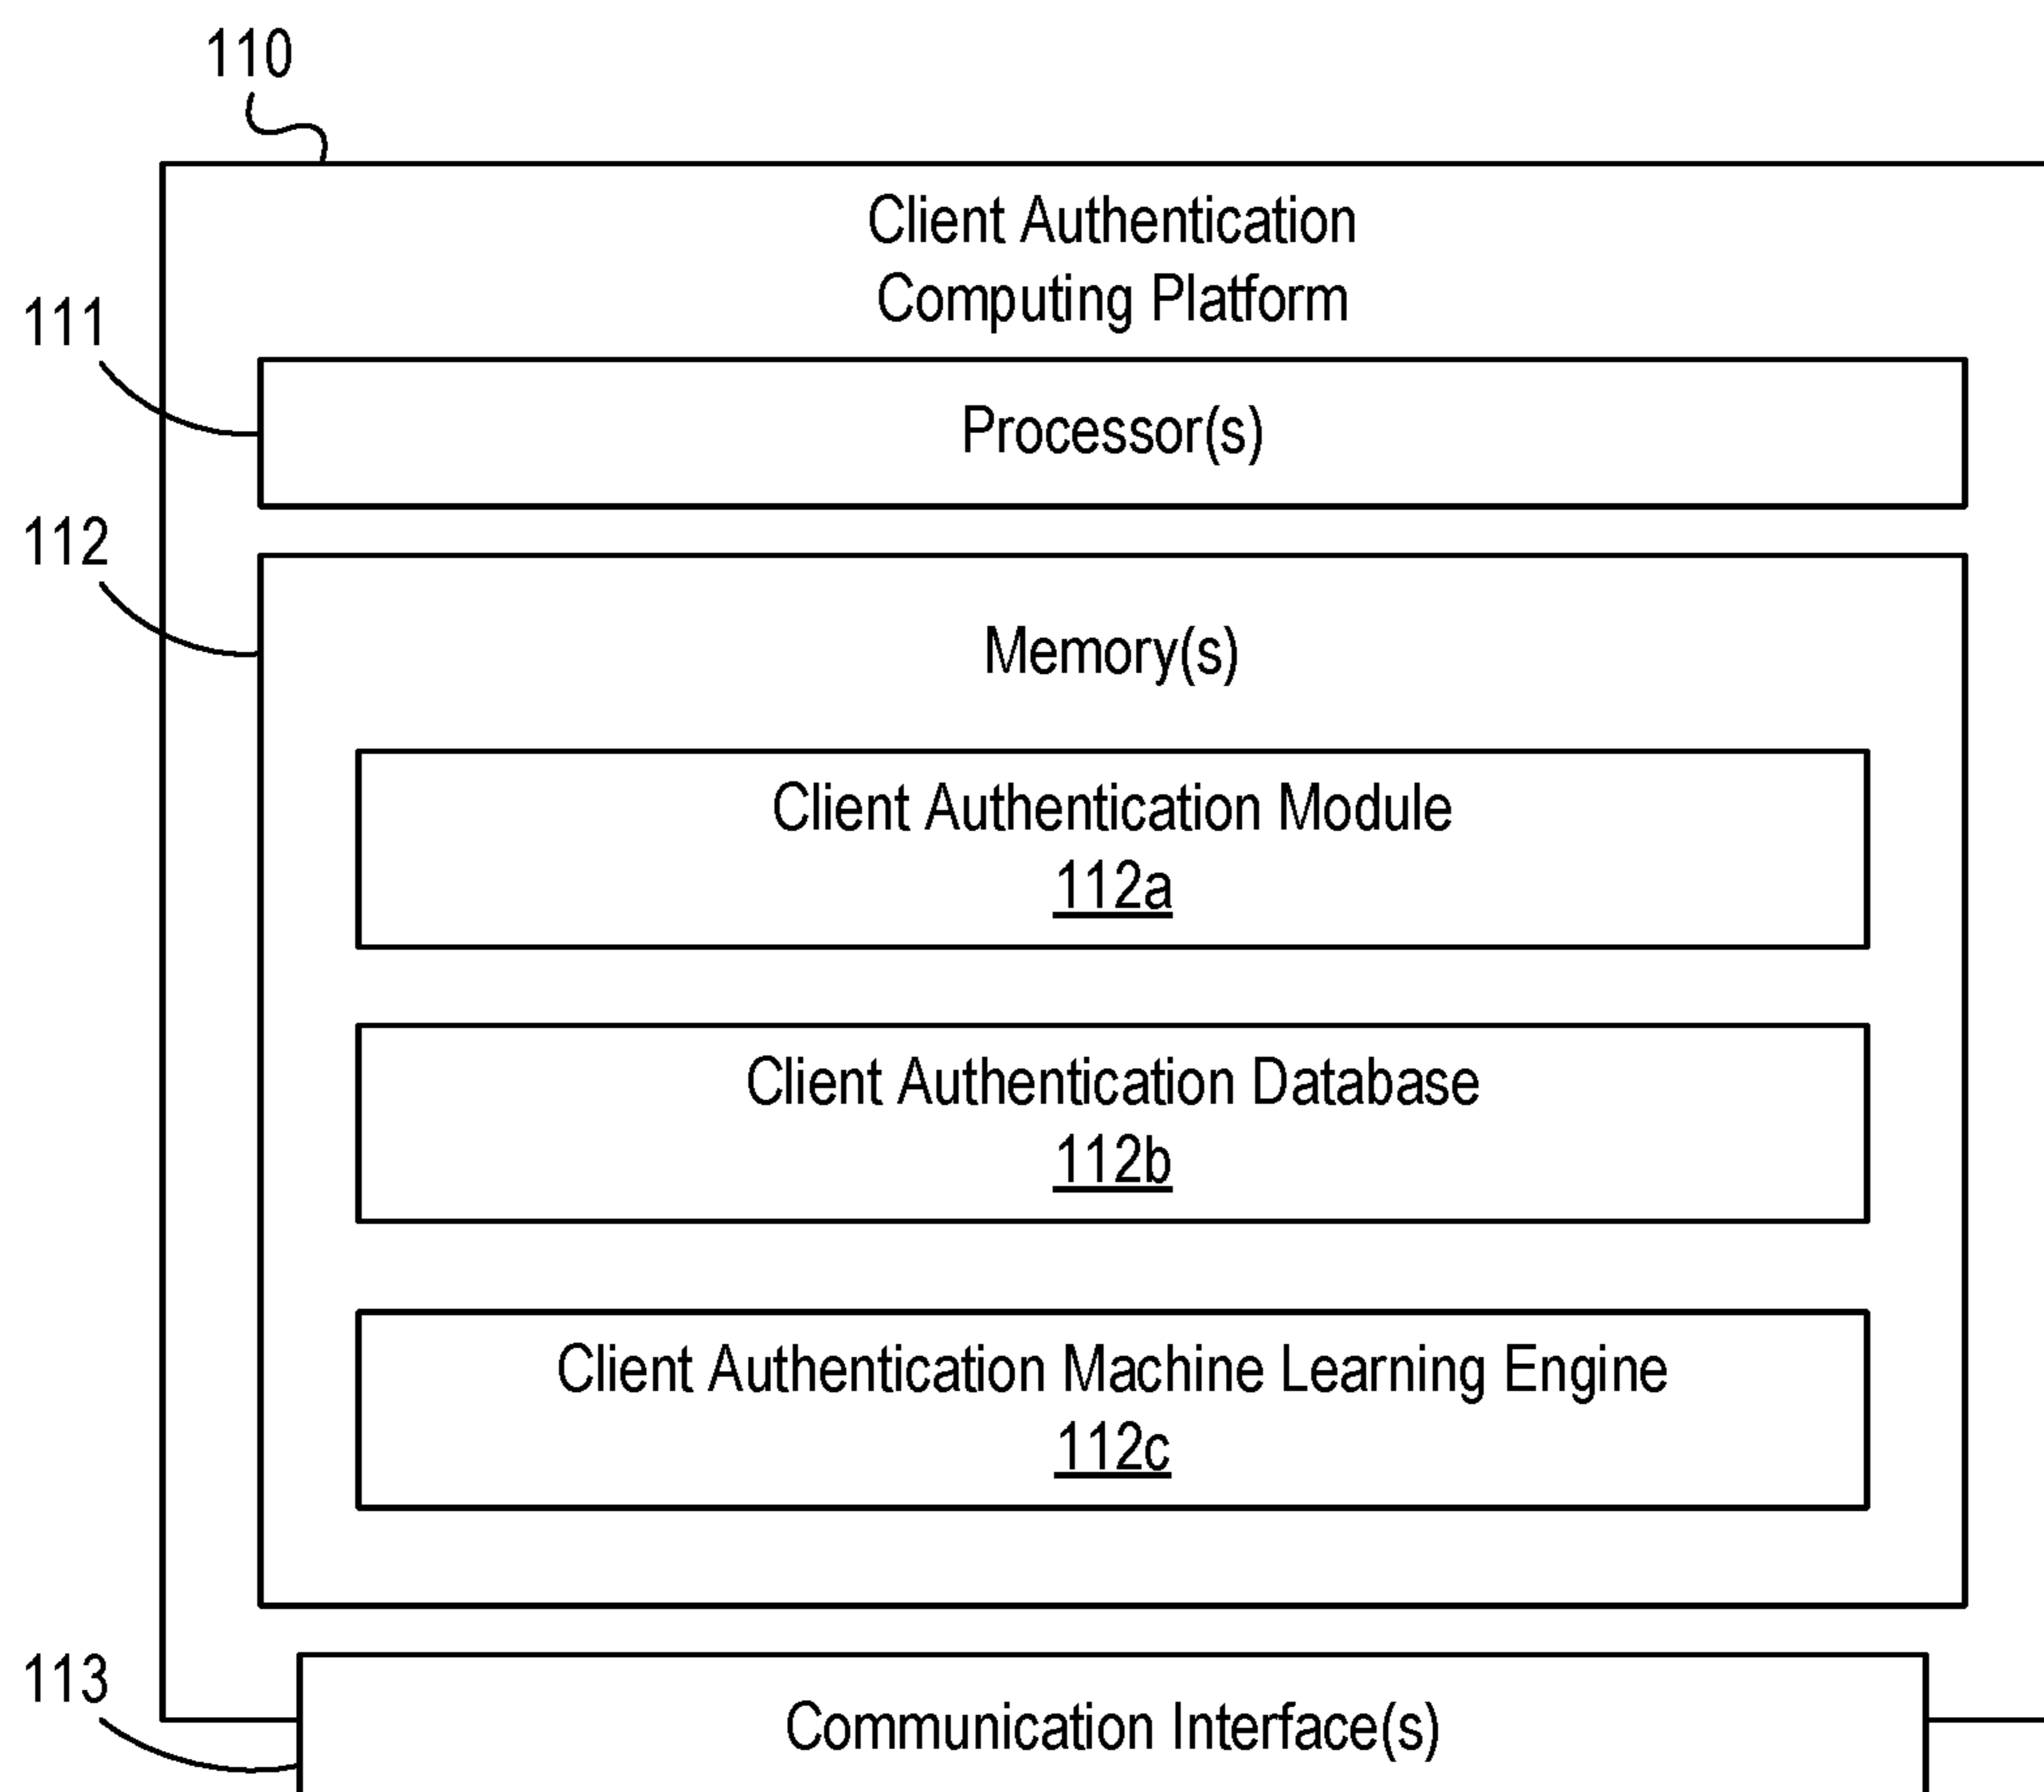 110
Client Authentication
Computing Platform
111
Processor(s)
112
Memory(s)
Client Authentication Module
112a
Client Authentication Database
112b
Client Authentication Machine Learning Engine
112c
113
Communication Interface(s)